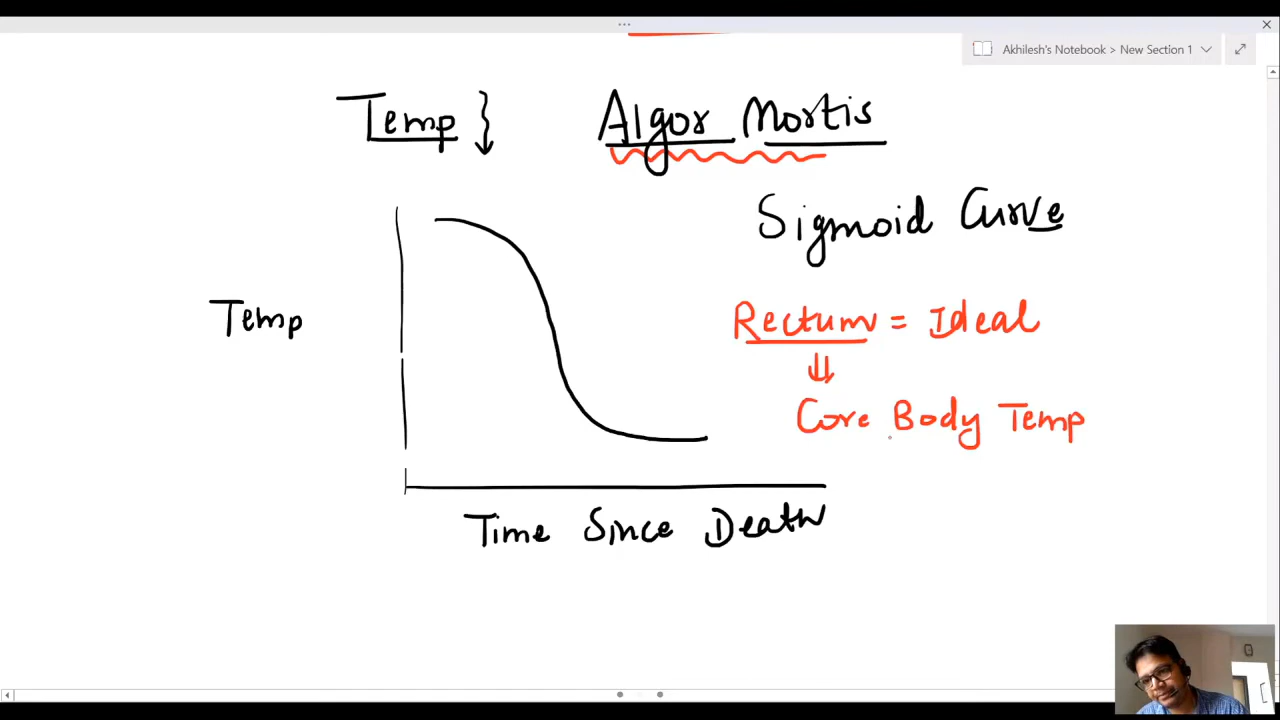 Akhilesh's Notebook > New Section 1
Temp ↓ Algor Mortis
Sigmoid Curve
Temp
Rectum = Ideal
⇓
Core Body Temp
Time Since Death